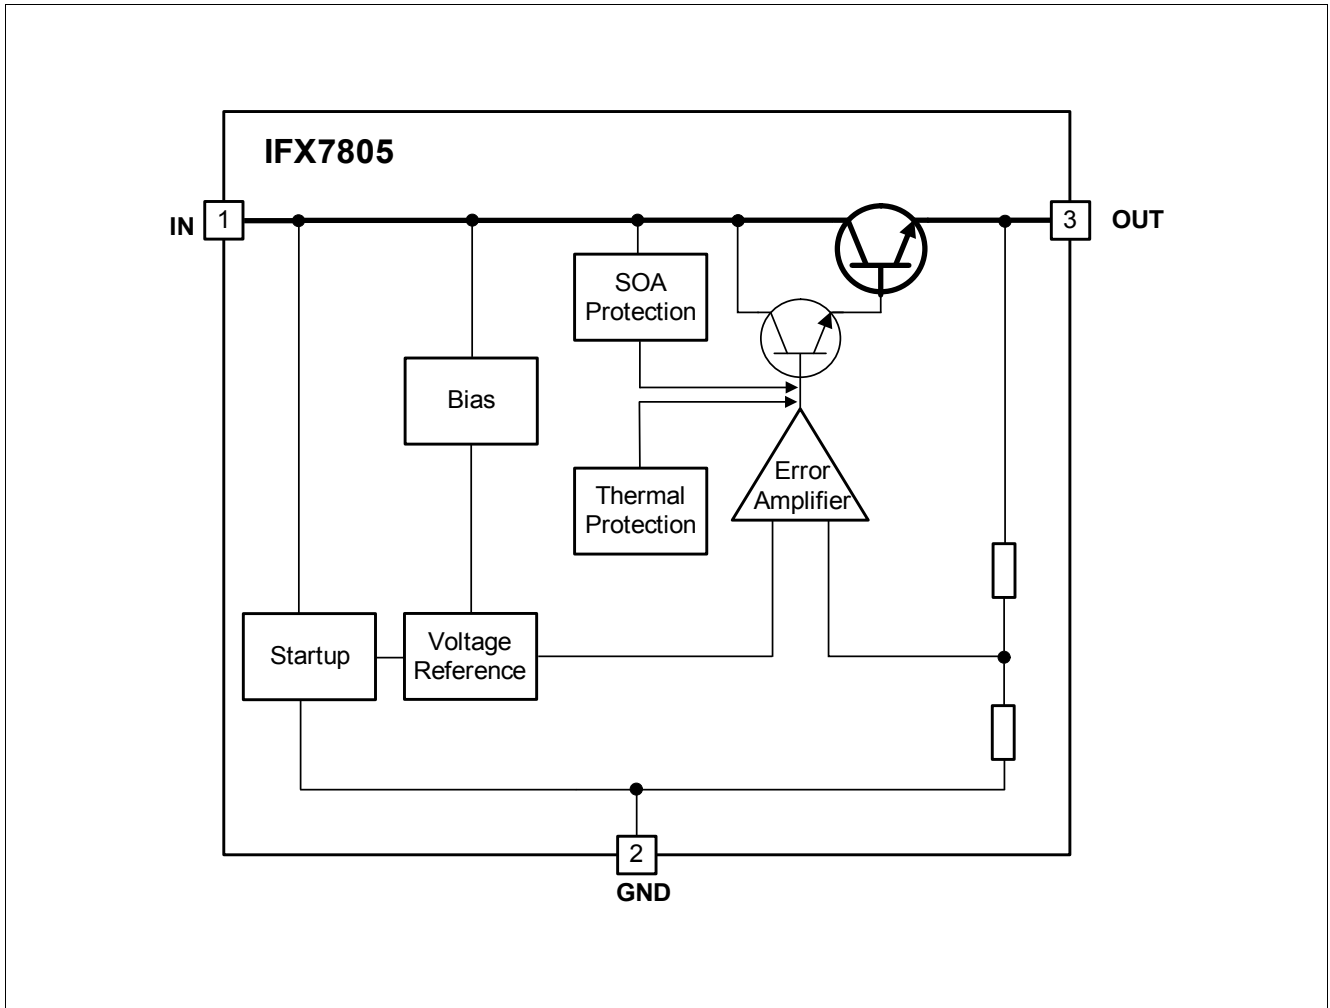 IFX7805
IN
1
3
OUT
SOA
Protection
Bias
Error
Amplifier
Thermal
Protection
Startup
Voltage
Reference
2
GND